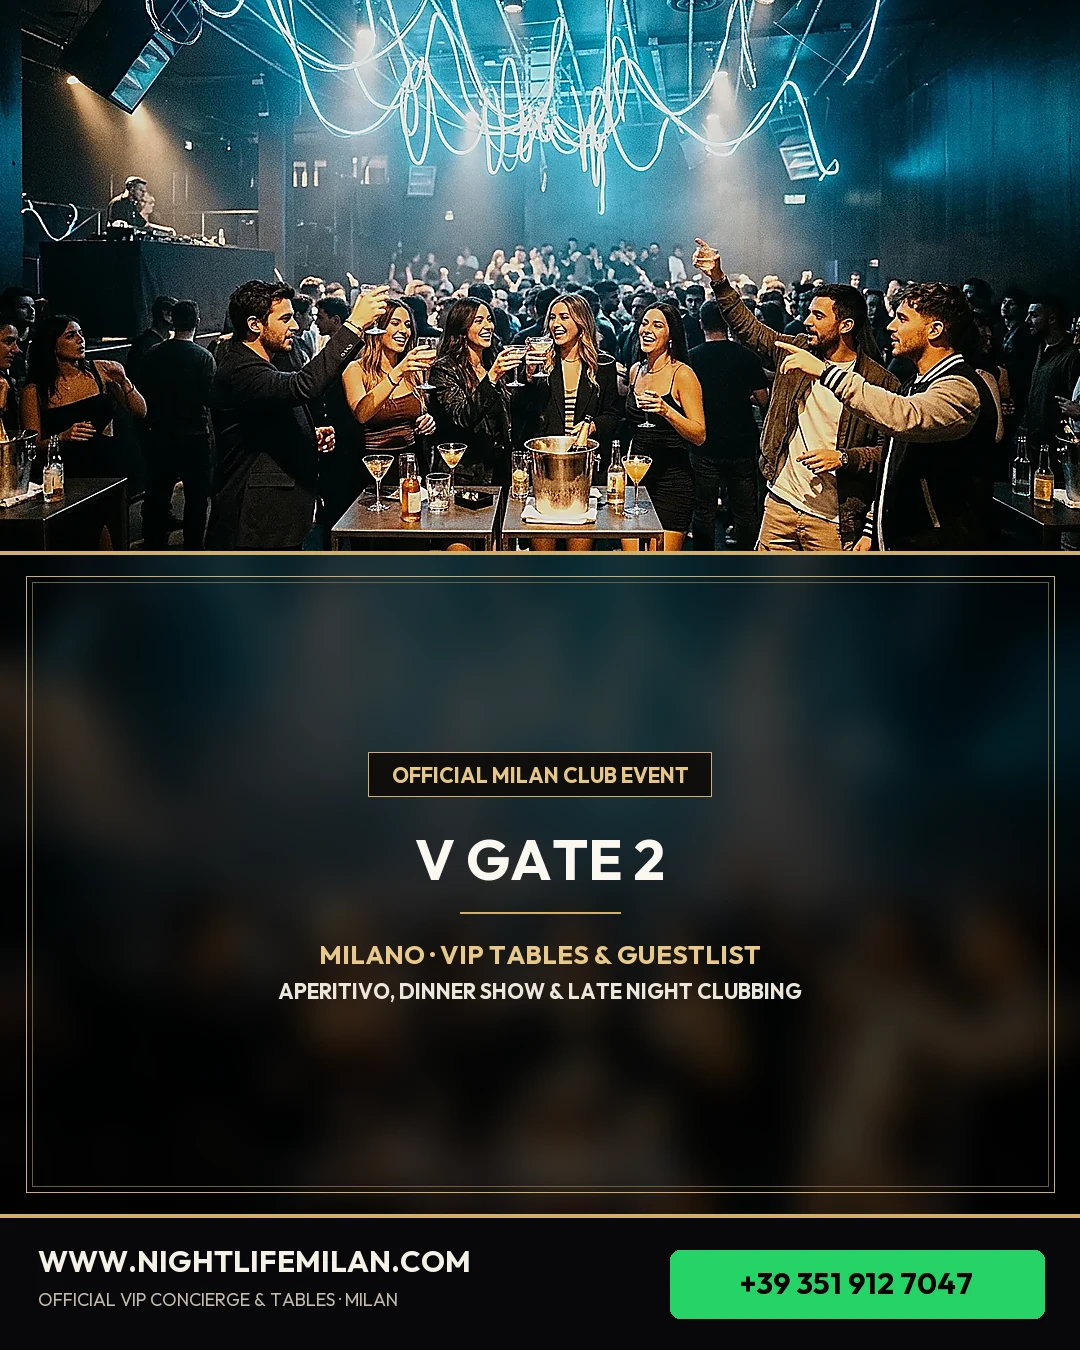 OFFICIAL MILAN CLUB EVENT
V GATE 2
MILANO · VIP TABLES & GUESTLIST
APERITIVO, DINNER SHOW & LATE NIGHT CLUBBING
WWW.NIGHTLIFEMILAN.COM
OFFICIAL VIP CONCIERGE & TABLES · MILAN
+39 351 912 7047